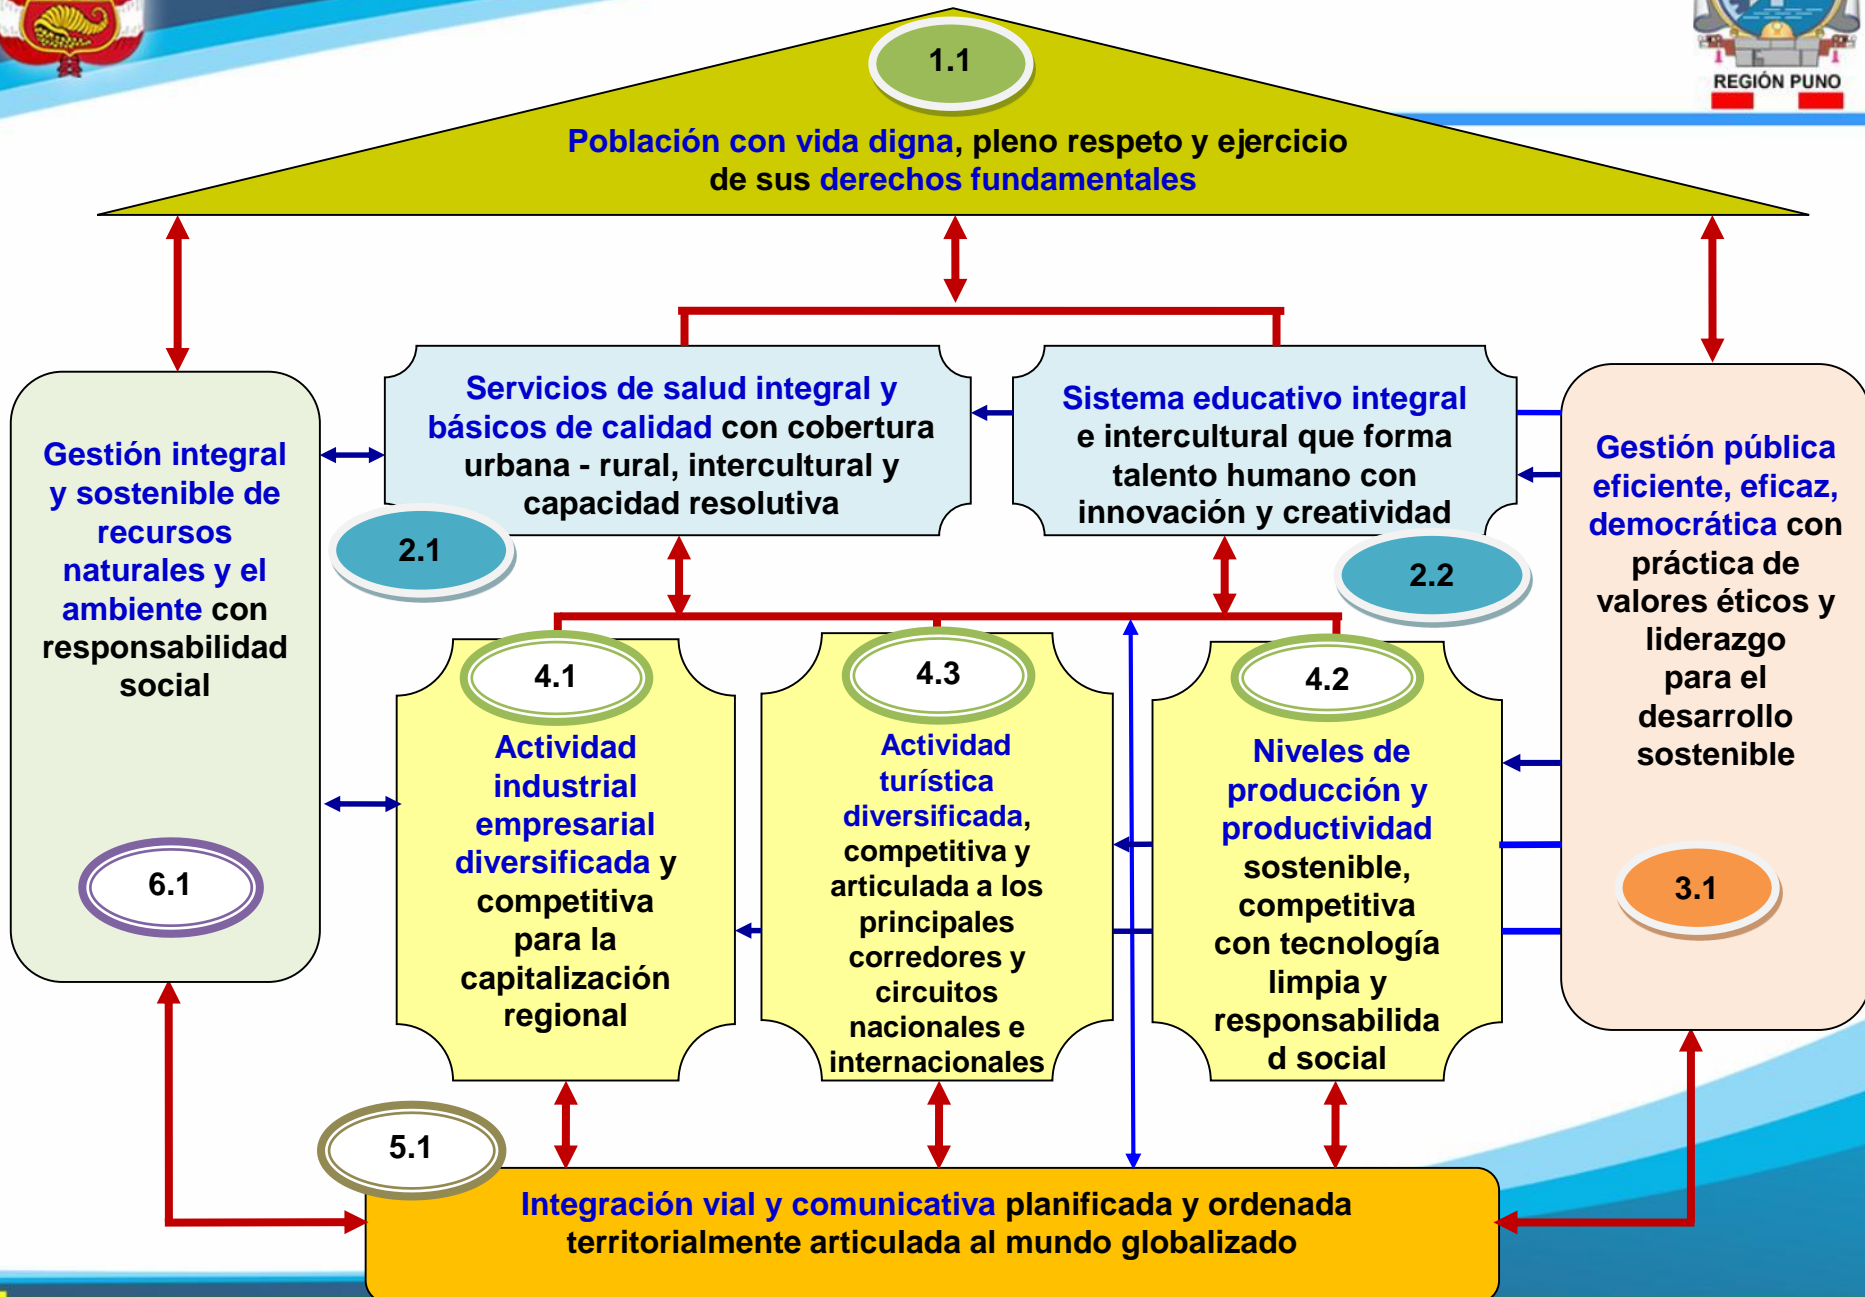 REGIÓN PUNO
1.1
Población con vida digna, pleno respeto y ejercicio
de sus derechos fundamentales
Gestión integral
y sostenible de
recursos
naturales y el
ambiente con
responsabilidad
social
6.1
Servicios de salud integral y
básicos de calidad con cobertura
urbana - rural, intercultural y
capacidad resolutiva
2.1
Sistema educativo integral
e intercultural que forma
talento humano con
innovación y creatividad
2.2
Gestión pública
eficiente, eficaz,
democrática con
práctica de
valores éticos y
liderazgo
para el
desarrollo
sostenible
3.1
4.1
Actividad
industrial
empresarial
diversificada y
competitiva
para la
capitalización
regional
4.3
Actividad
turística
diversificada,
competitiva y
articulada a los
principales
corredores y
circuitos
nacionales e
internacionales
4.2
Niveles de
producción y
productividad
sostenible,
competitiva
con tecnología
limpia y
responsabilida
d social
5.1
Integración vial y comunicativa planificada y ordenada
territorialmente articulada al mundo globalizado